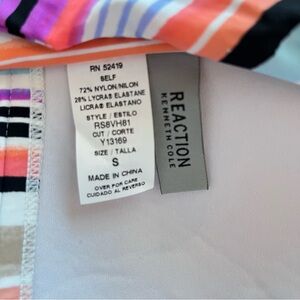 RN 52419
SELF
72% NYLON/NILON
28% LYCRA® ELASTANE
LICRA® ELASTANO
STYLE / ESTILO
RS8VH81
CUT / CORTE
Y13169
SIZE / TALLA
S
MADE IN CHINA
OVER FOR CARE
CUIDADO AL REVERSO
REACTION
KENNETH COLE